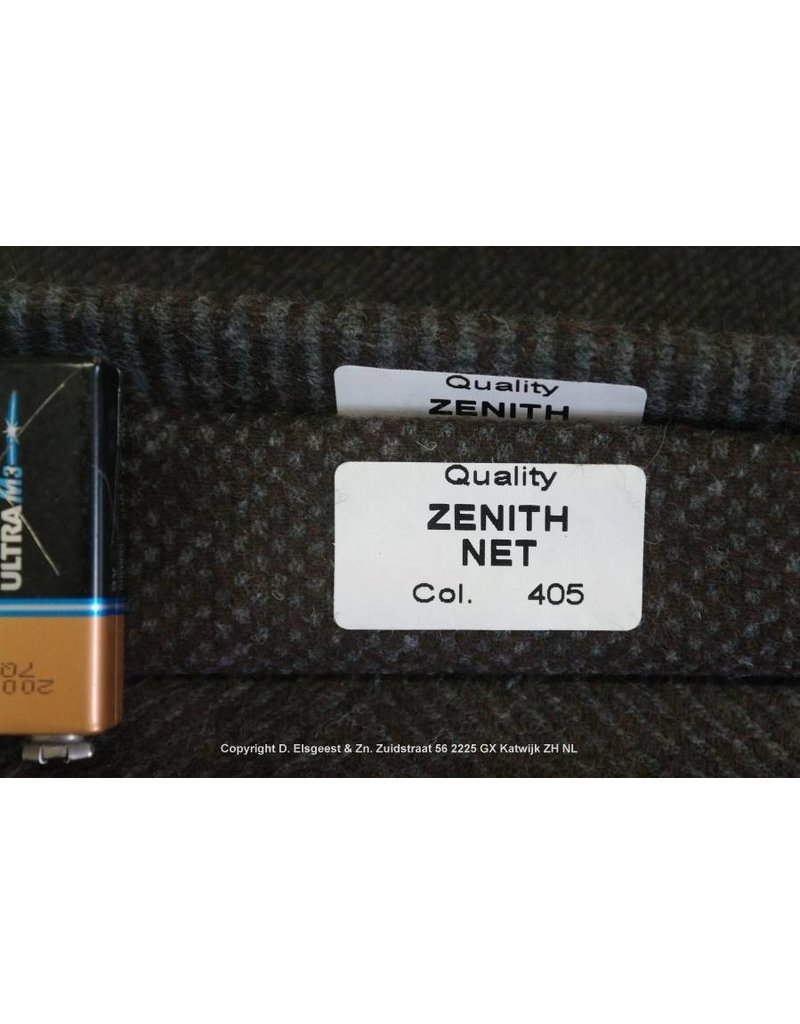 Quality
ZENITH
Quality
ZENITH
NET
Col. 405
ULTRA M3
Copyright D. Elsgeest & Zn. Zuidstraat 56 2225 GX Katwijk ZH NL